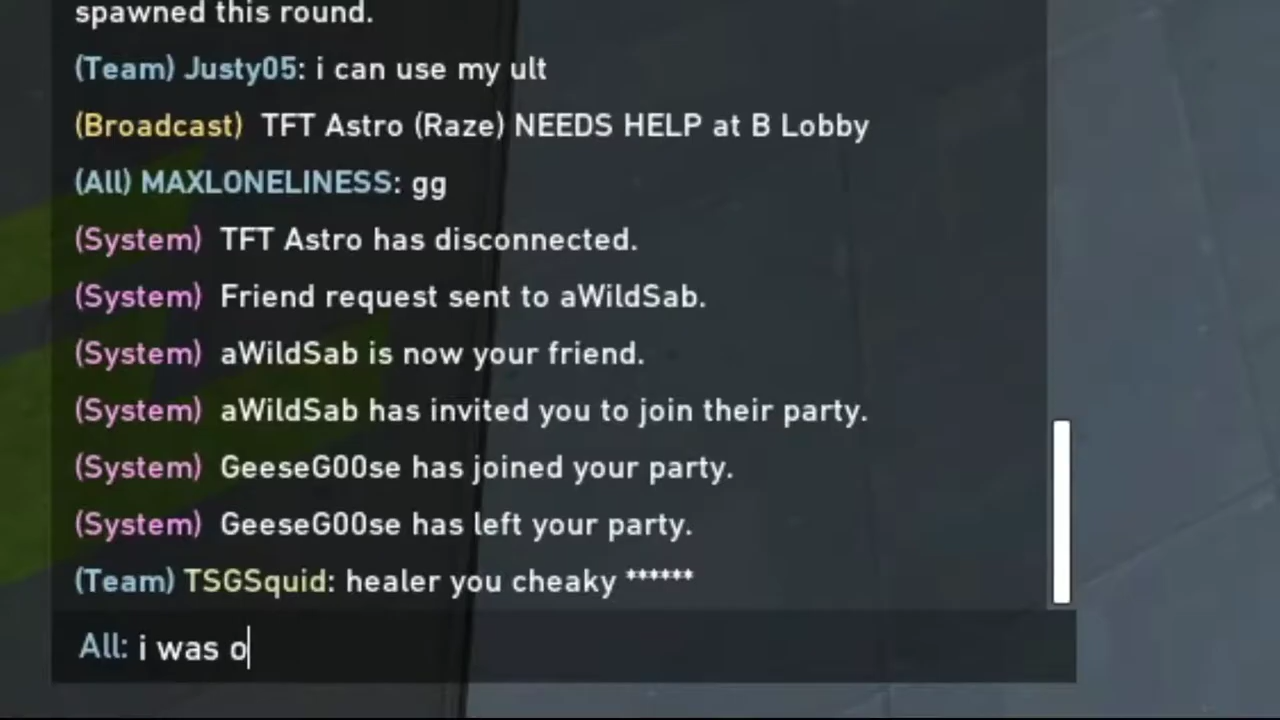 spawned this round.
(Team) Justy05: i can use my ult
(Broadcast) TFT Astro (Raze) NEEDS HELP at B Lobby
(All) MAXLONELINESS: gg
(System) TFT Astro has disconnected.
(System) Friend request sent to aWildSab.
(System) aWildSab is now your friend.
(System) aWildSab has invited you to join their party.
(System) GeeseG00se has joined your party.
(System) GeeseG00se has left your party.
(Team) TSGSquid: healer you cheaky ******
All: i was o